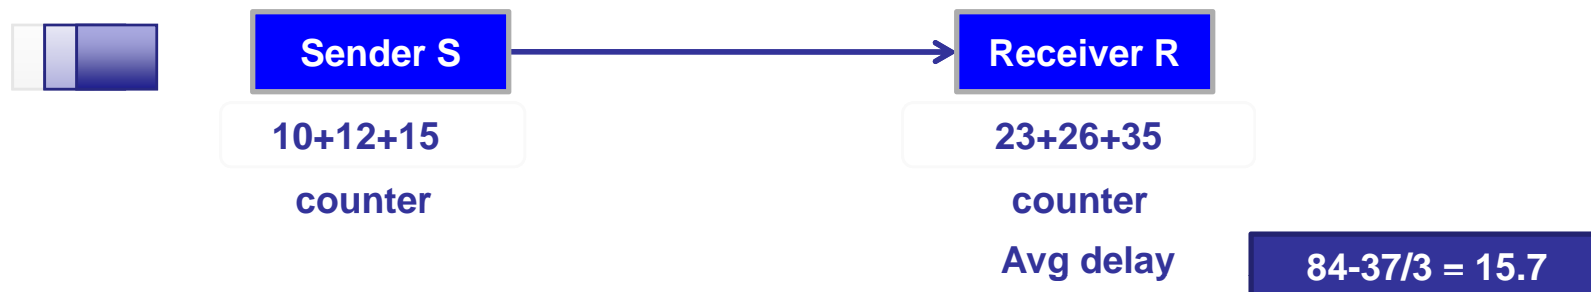 Sender S
Receiver R
10+12+15
23+26+35
counter
counter
Avg delay
84-37/3 = 15.7